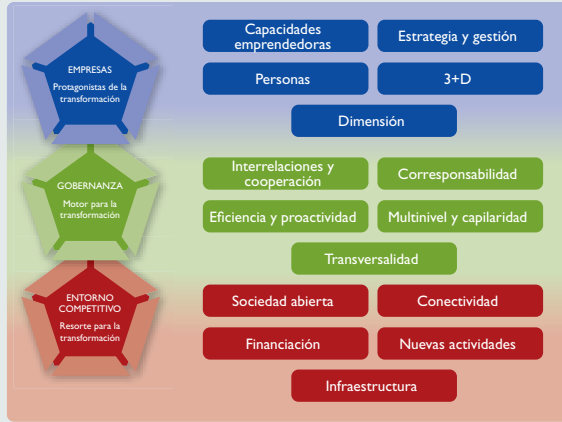 EMPRESAS
Protagonistas de la
transformación
Capacidades
emprendedoras
Estrategia y gestión
Personas
3+D
Dimensión
GOBERNANZA
Motor para la
transformación
Interrelaciones y
cooperación
Corresponsabilidad
Eficiencia y proactividad
Multinivel y capilaridad
Transversalidad
ENTORNO
COMPETITIVO
Resorte para la
transformación
Sociedad abierta
Conectividad
Financiación
Nuevas actividades
Infraestructura